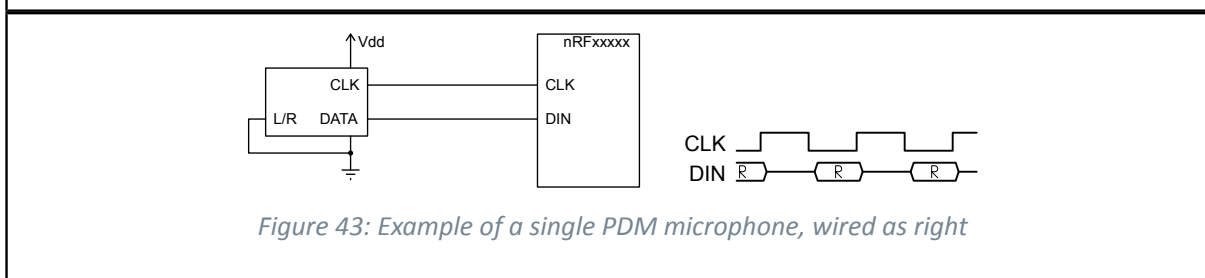 Vdd
nRFxxxxx
CLK
CLK
L/R
DATA
DIN
CLK
DIN
R
R
R
Figure 43: Example of a single PDM microphone, wired as right